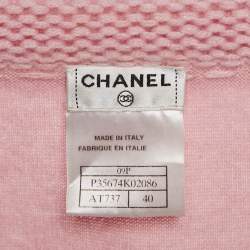 CHANEL
MADE IN ITALY
FABRIQUE EN ITALIE
09P
P35674K02086
AT737 40